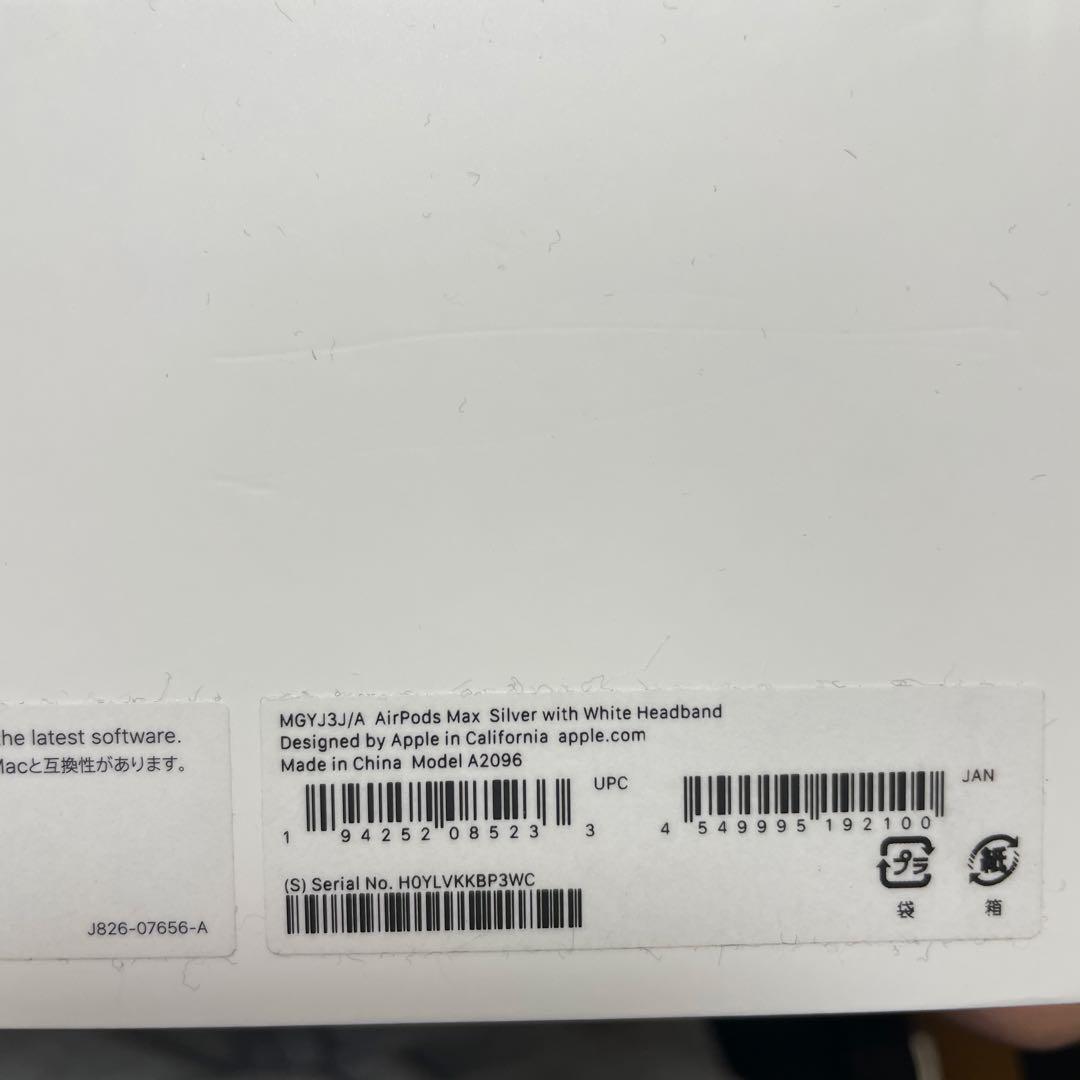 the latest software.
Macと互換性があります。
J826-07656-A
MGYJ3J/A AirPods Max Silver with White Headband
Designed by Apple in California apple.com
Made in China Model A2096
UPC
1 94252 08523 3
JAN
4 549995 192100
(S) Serial No. H0YLVKKBP3WC
プラ
袋
紙
箱